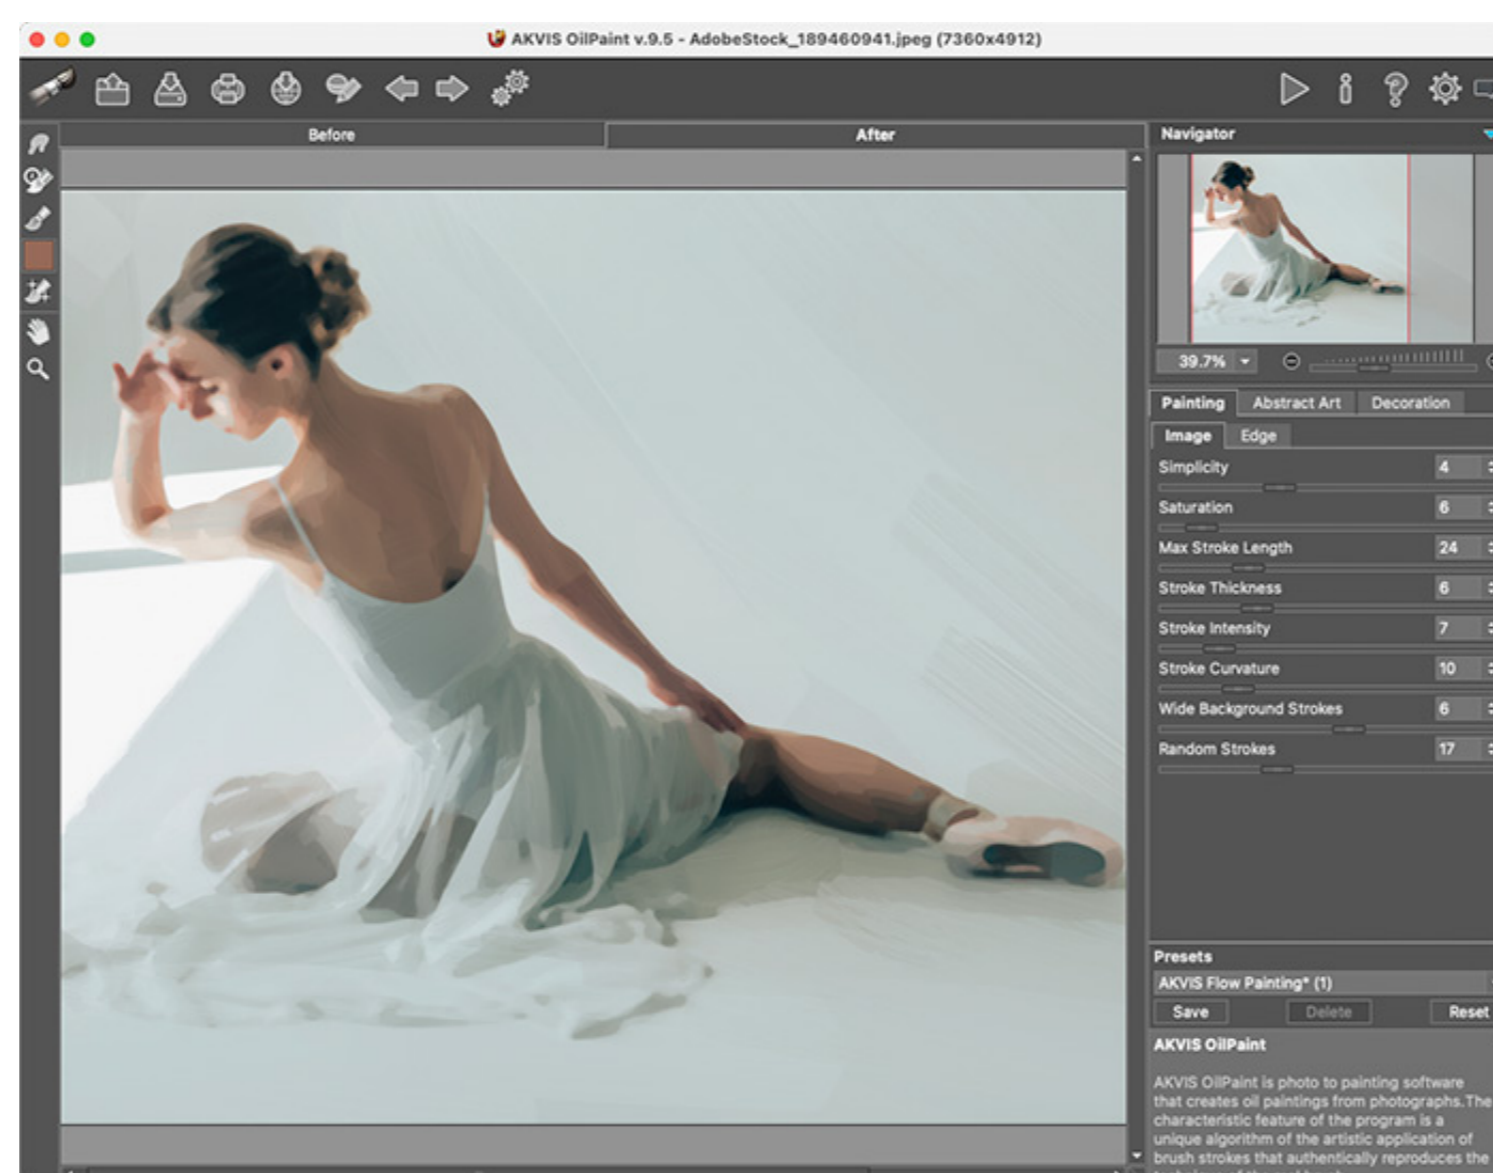 AKVIS OilPaint v.9.5 - AdobeStock_189460941.jpeg (7360x4912)
Before
After
Navigator
39.7%
Painting Abstract Art Decoration
Image Edge
Simplicity 4
Saturation 6
Max Stroke Length 24
Stroke Thickness 6
Stroke Intensity 7
Stroke Curvature 10
Wide Background Strokes 6
Random Strokes 17
Presets
AKVIS Flow Painting* (1)
Save Delete Reset
AKVIS OilPaint
AKVIS OilPaint is photo to painting software
that creates oil paintings from photographs.The
characteristic feature of the program is a
unique algorithm of the artistic application of
brush strokes that authentically reproduces the